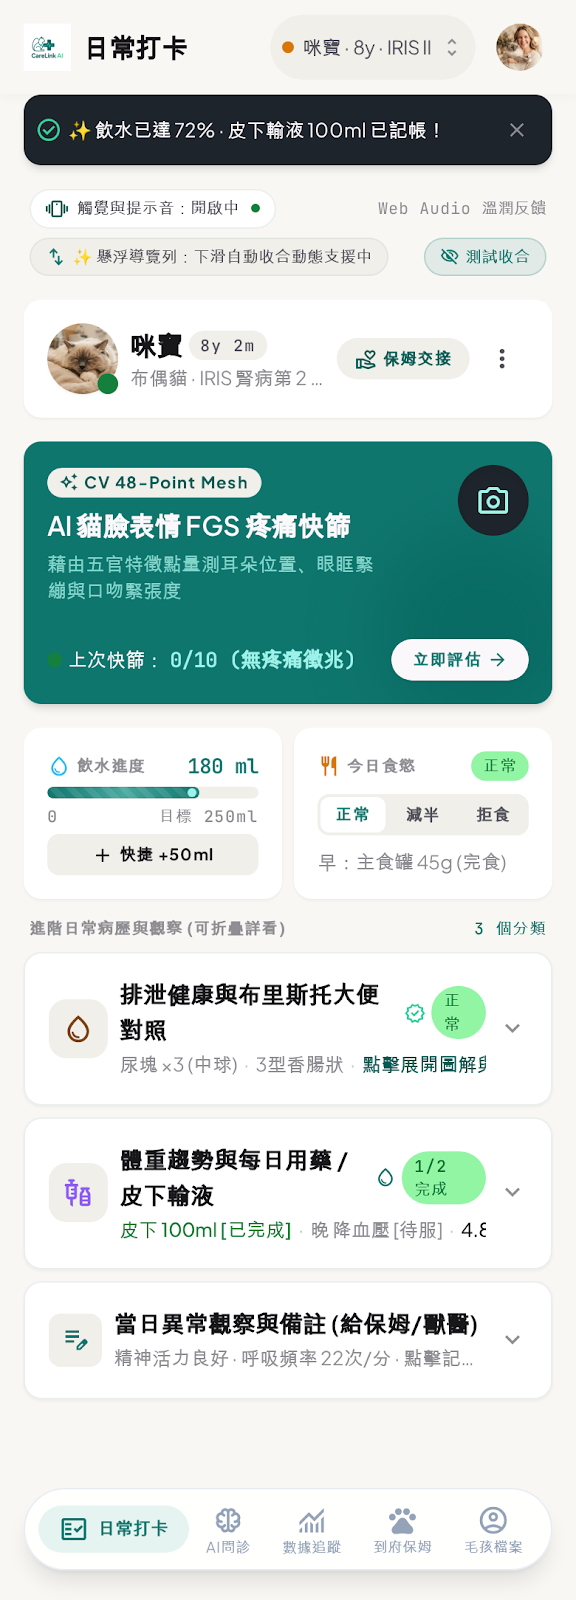 CareLink AI
日常打卡
咪寶 · 8y · IRIS II
✨ 飲水已達 72% · 皮下輸液 100ml 已記帳！
觸覺與提示音：開啟中
Web Audio 溫潤反饋
✨ 懸浮導覽列：下滑自動收合動態支援中
測試收合
咪寶 8y 2m
布偶貓 · IRIS 腎病第 2 ...
保姆交接
CV 48-Point Mesh
AI 貓臉表情 FGS 疼痛快篩
藉由五官特徵點量測耳朵位置、眼眶緊
繃與口吻緊張度
上次快篩： 0/10 (無疼痛徵兆)
立即評估 →
飲水進度 180 ml
0 目標 250ml
+ 快捷 +50ml
今日食慾 正常
正常 減半 拒食
早：主食罐 45g (完食)
進階日常病歷與觀察 (可折疊詳看)
3 個分類
排泄健康與布里斯托大便
對照
正
常
尿塊 ×3 (中球) · 3型香腸狀 · 點擊展開圖解
體重趨勢與每日用藥 /
皮下輸液
1/2
完成
皮下 100ml [已完成] · 晚 降血壓 [待服] · 4.8
當日異常觀察與備註 (給保姆/獸醫)
精神活力良好 · 呼吸頻率 22次/分 · 點擊記...
日常打卡
AI問診
數據追蹤
到府保姆
毛孩檔案